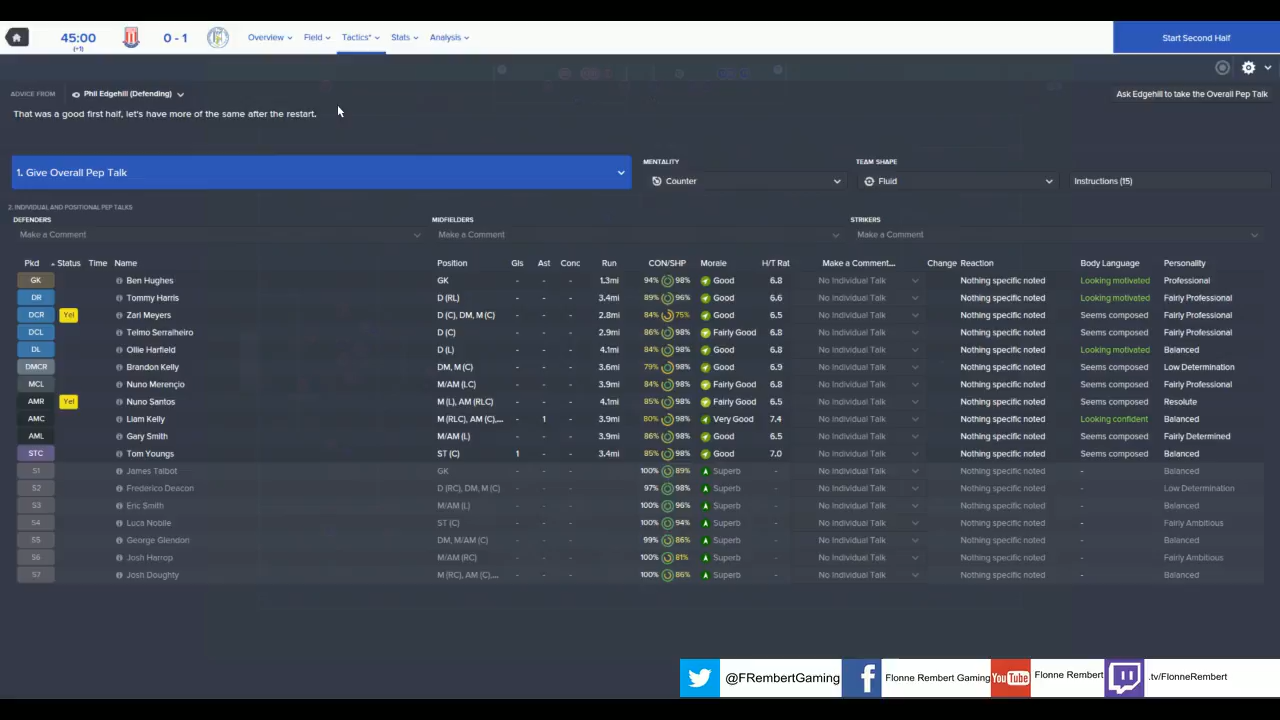 45:00 (+1) 0 - 1 Overview Field Tactics* Stats Analysis Start Second Half
ADVICE FROM Phil Edgehill (Defending) Ask Edgehill to take the Overall Pep Talk
That was a good first half, let's have more of the same after the restart.
MENTALITY TEAM SHAPE
1. Give Overall Pep Talk Counter Fluid Instructions (15)
2. INDIVIDUAL AND POSITIONAL PEP TALKS
DEFENDERS MIDFIELDERS STRIKERS
Make a Comment Make a Comment Make a Comment
Pkd Status Time Name Position Gls Ast Conc Run CON/SHP Morale H/T Rat Make a Comment... Change Reaction Body Language Personality
GK Ben Hughes GK - - - 1.3mi 94% 98% Good 6.8 No Individual Talk Nothing specific noted Looking motivated Professional
DR Tommy Harris D (RL) - - - 3.4mi 89% 96% Good 6.6 No Individual Talk Nothing specific noted Looking motivated Fairly Professional
DCR Yel Zari Meyers D (C), DM, M (C) - - - 2.8mi 84% 75% Good 6.5 No Individual Talk Nothing specific noted Seems composed Fairly Professional
DCL Telmo Serralheiro D (C) - - - 2.9mi 86% 98% Fairly Good 6.8 No Individual Talk Nothing specific noted Seems composed Fairly Professional
DL Ollie Harfield D (L) - - - 4.1mi 84% 98% Good 6.8 No Individual Talk Nothing specific noted Looking motivated Balanced
DMCR Brandon Kelly DM, M (C) - - - 3.6mi 79% 98% Good 6.9 No Individual Talk Nothing specific noted Seems composed Low Determination
MCL Nuno Merençio M/AM (LC) - - - 3.9mi 84% 98% Fairly Good 6.8 No Individual Talk Nothing specific noted Seems composed Fairly Professional
AMR Yel Nuno Santos M (L), AM (RLC) - - - 4.1mi 85% 98% Fairly Good 6.5 No Individual Talk Nothing specific noted Seems composed Resolute
AMC Liam Kelly M (RLC), AM (C),... - 1 - 3.9mi 80% 98% Very Good 7.4 No Individual Talk Nothing specific noted Looking confident Balanced
AML Gary Smith M/AM (L) - - - 3.9mi 86% 98% Good 6.5 No Individual Talk Nothing specific noted Seems composed Fairly Determined
STC Tom Youngs ST (C) 1 - - 3.4mi 85% 98% Good 7.0 No Individual Talk Nothing specific noted Seems composed Balanced
S1 James Talbot GK - - - 100% 89% Superb - No Individual Talk Nothing specific noted - Balanced
S2 Frederico Deacon D (RC), DM, M (C) - - - 97% 98% Superb - No Individual Talk Nothing specific noted - Low Determination
S3 Eric Smith M/AM (L) - - - 100% 96% Superb - No Individual Talk Nothing specific noted - Balanced
S4 Luca Nobile ST (C) - - - 100% 94% Superb - No Individual Talk Nothing specific noted - Fairly Ambitious
S5 George Glendon DM, M/AM (C) - - - 99% 86% Superb - No Individual Talk Nothing specific noted - Balanced
S6 Josh Harrop M/AM (RC) - - - 100% 81% Superb - No Individual Talk Nothing specific noted - Fairly Ambitious
S7 Josh Doughty M (RC), AM (C),... - - - 100% 86% Superb - No Individual Talk Nothing specific noted - Balanced
@FRembertGaming Flonne Rembert Gaming YouTube Flonne Rembert .tv/FlonneRembert